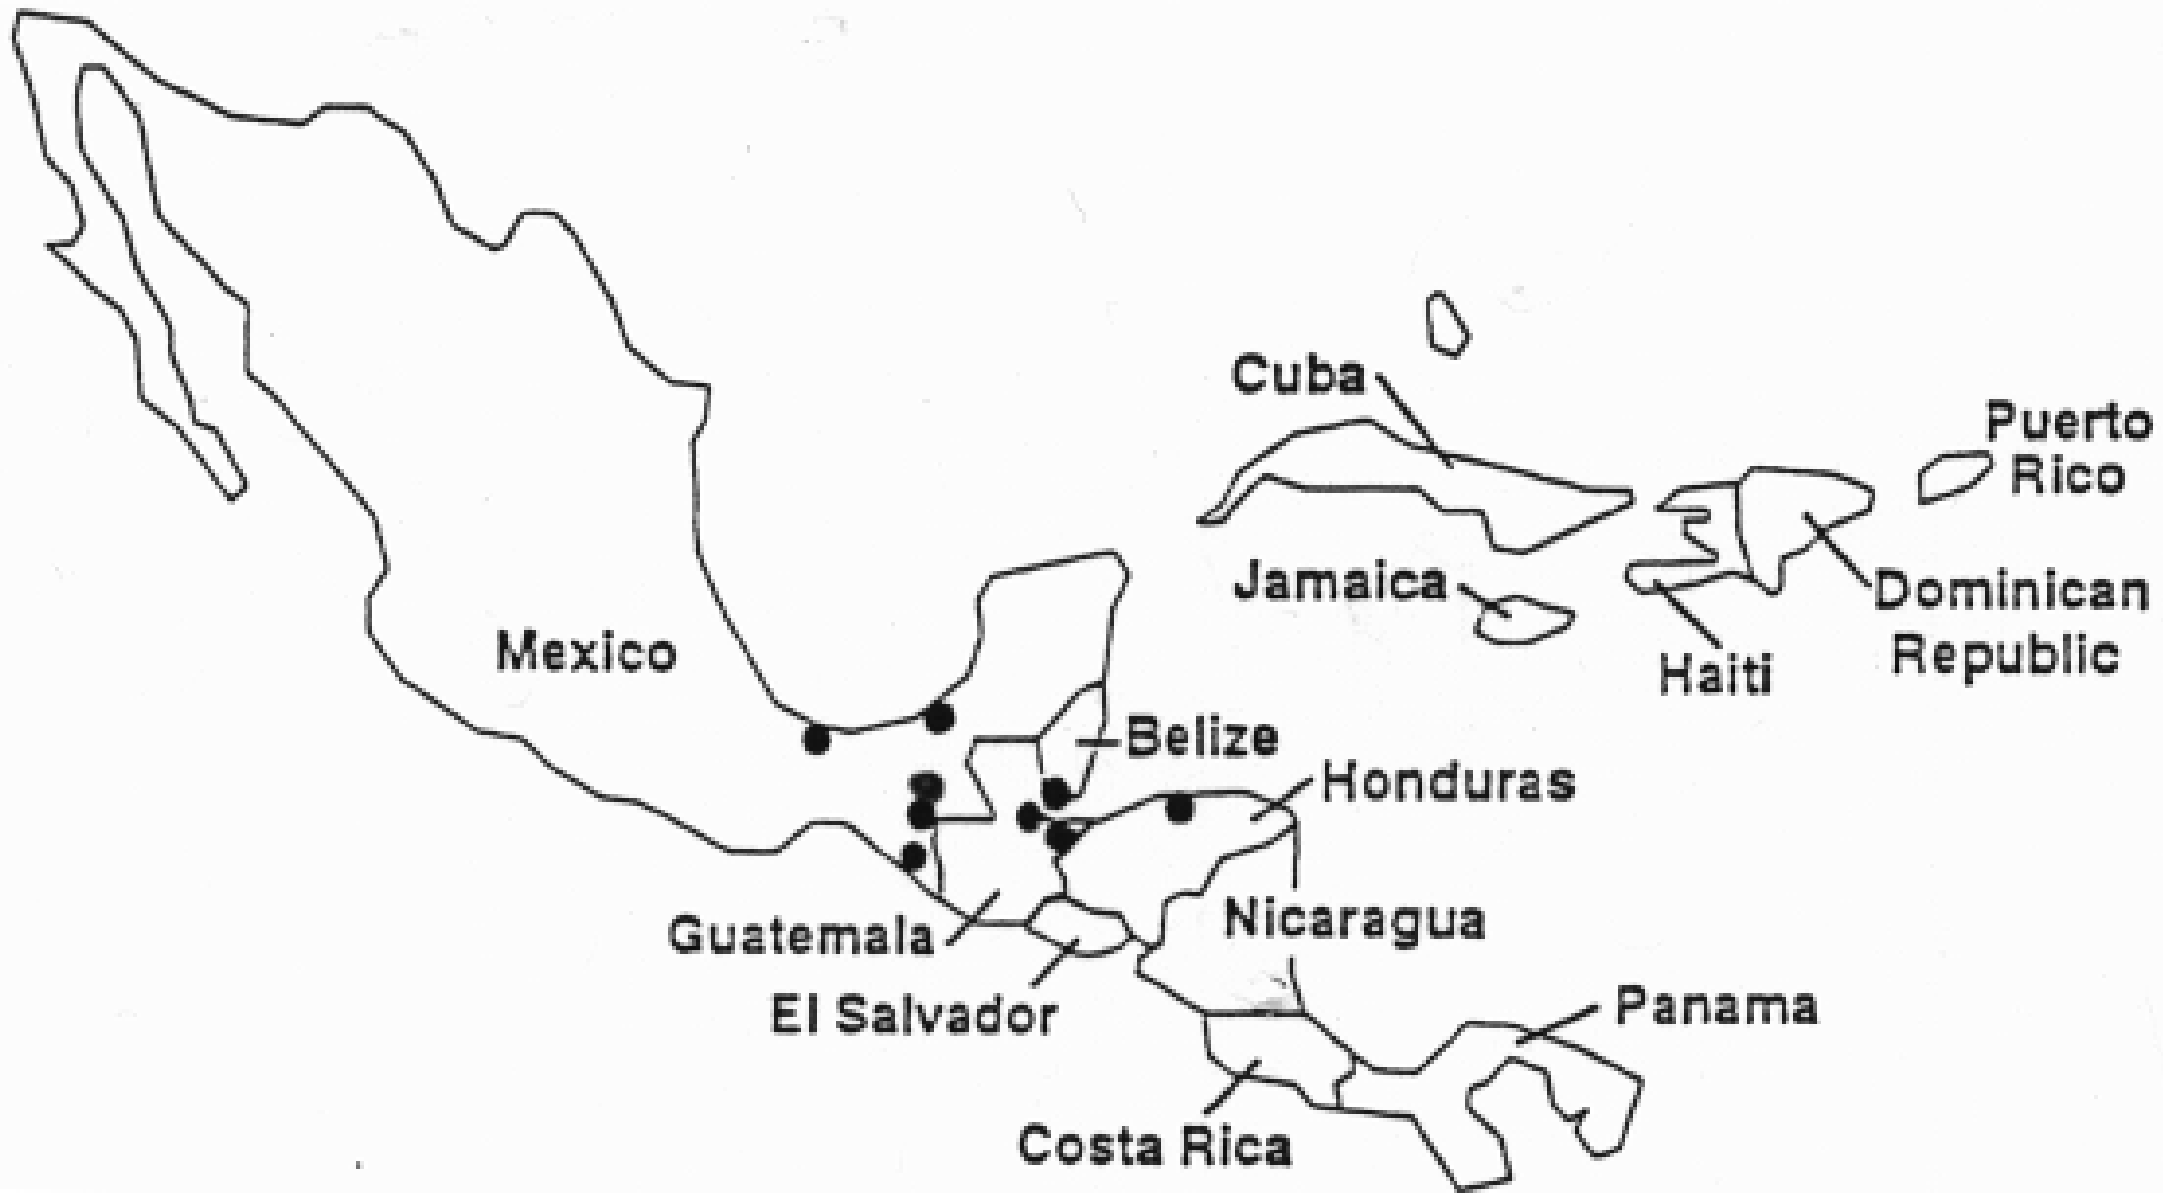 Cuba
Puerto
Rico
Jamaica
Dominican
Republic
Haiti
Mexico
Belize
Honduras
Guatemala
Nicaragua
El Salvador
Panama
Costa Rica